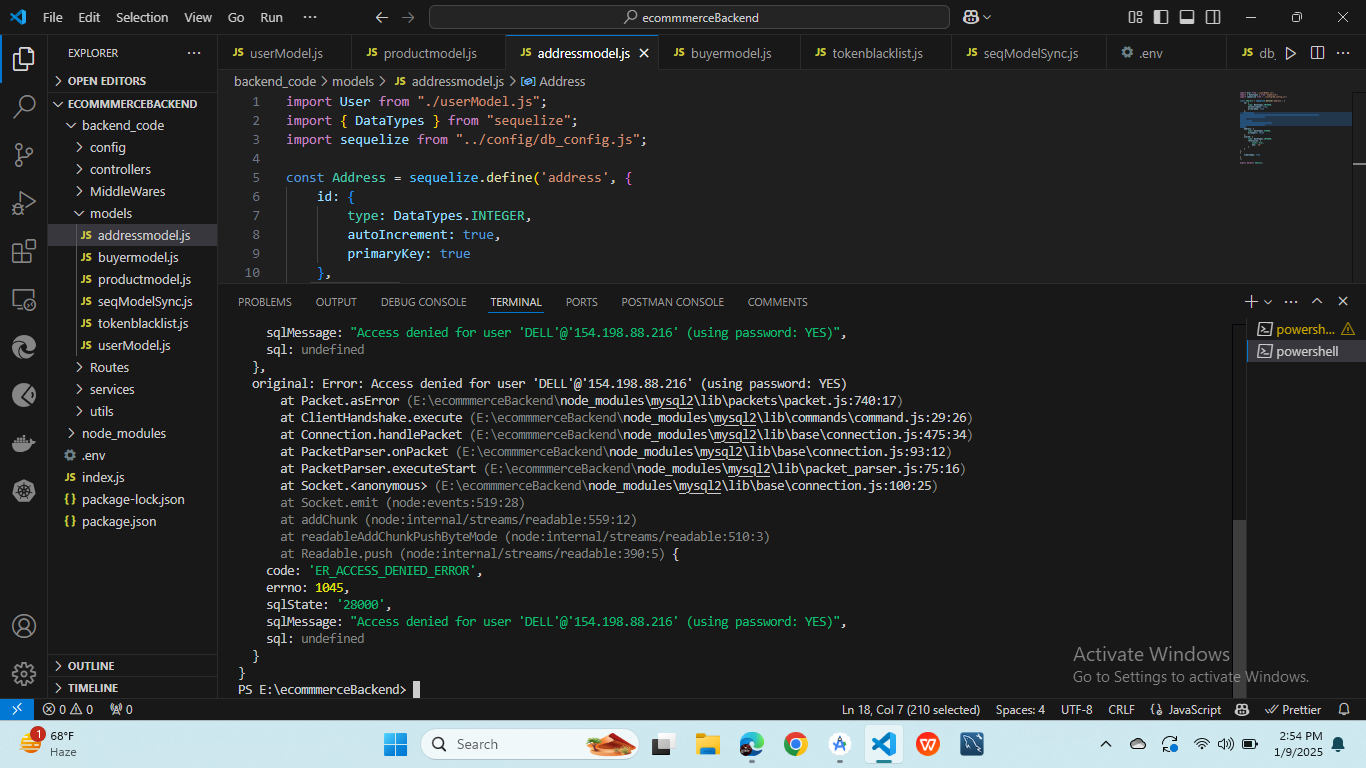 File Edit Selection View Go Run ··· ecommmerceBackend
EXPLORER
OPEN EDITORS
ECOMMMERCEBACKEND
backend_code
config
controllers
MiddleWares
models
JS addressmodel.js
JS buyermodel.js
JS productmodel.js
JS seqModelSync.js
JS tokenblacklist.js
JS userModel.js
Routes
services
utils
node_modules
.env
JS index.js
{} package-lock.json
{} package.json
OUTLINE
TIMELINE
JS userModel.js JS productmodel.js JS addressmodel.js JS buyermodel.js JS tokenblacklist.js JS seqModelSync.js .env JS db_
backend_code > models > JS addressmodel.js > Address
1 import User from "./userModel.js";
2 import { DataTypes } from "sequelize";
3 import sequelize from "../config/db_config.js";
4
5 const Address = sequelize.define('address', {
6 id: {
7 type: DataTypes.INTEGER,
8 autoIncrement: true,
9 primaryKey: true
10 },
PROBLEMS OUTPUT DEBUG CONSOLE TERMINAL PORTS POSTMAN CONSOLE COMMENTS
powersh...
powershell
sqlMessage: "Access denied for user 'DELL'@'154.198.88.216' (using password: YES)",
sql: undefined
},
original: Error: Access denied for user 'DELL'@'154.198.88.216' (using password: YES)
at Packet.asError (E:\ecommmerceBackend\node_modules\mysql2\lib\packets\packet.js:740:17)
at ClientHandshake.execute (E:\ecommmerceBackend\node_modules\mysql2\lib\commands\command.js:29:26)
at Connection.handlePacket (E:\ecommmerceBackend\node_modules\mysql2\lib\base\connection.js:475:34)
at PacketParser.onPacket (E:\ecommmerceBackend\node_modules\mysql2\lib\base\connection.js:93:12)
at PacketParser.executeStart (E:\ecommmerceBackend\node_modules\mysql2\lib\packet_parser.js:75:16)
at Socket.<anonymous> (E:\ecommmerceBackend\node_modules\mysql2\lib\base\connection.js:100:25)
at Socket.emit (node:events:519:28)
at addChunk (node:internal/streams/readable:559:12)
at readableAddChunkPushByteMode (node:internal/streams/readable:510:3)
at Readable.push (node:internal/streams/readable:390:5) {
code: 'ER_ACCESS_DENIED_ERROR',
errno: 1045,
sqlState: '28000',
sqlMessage: "Access denied for user 'DELL'@'154.198.88.216' (using password: YES)",
sql: undefined
}
}
PS E:\ecommmerceBackend>
Activate Windows
Go to Settings to activate Windows.
0 0 0 Ln 18, Col 7 (210 selected) Spaces: 4 UTF-8 CRLF {} JavaScript Prettier
1
68°F
Haze
Search
2:54 PM
1/9/2025